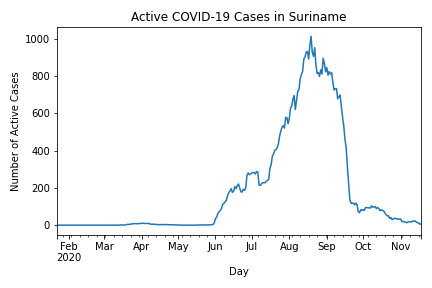 Active COVID-19 Cases in Suriname
Number of Active Cases
1000
800
600
400
200
0
Feb Mar Apr May Jun Jul Aug Sep Oct Nov
2020
Day